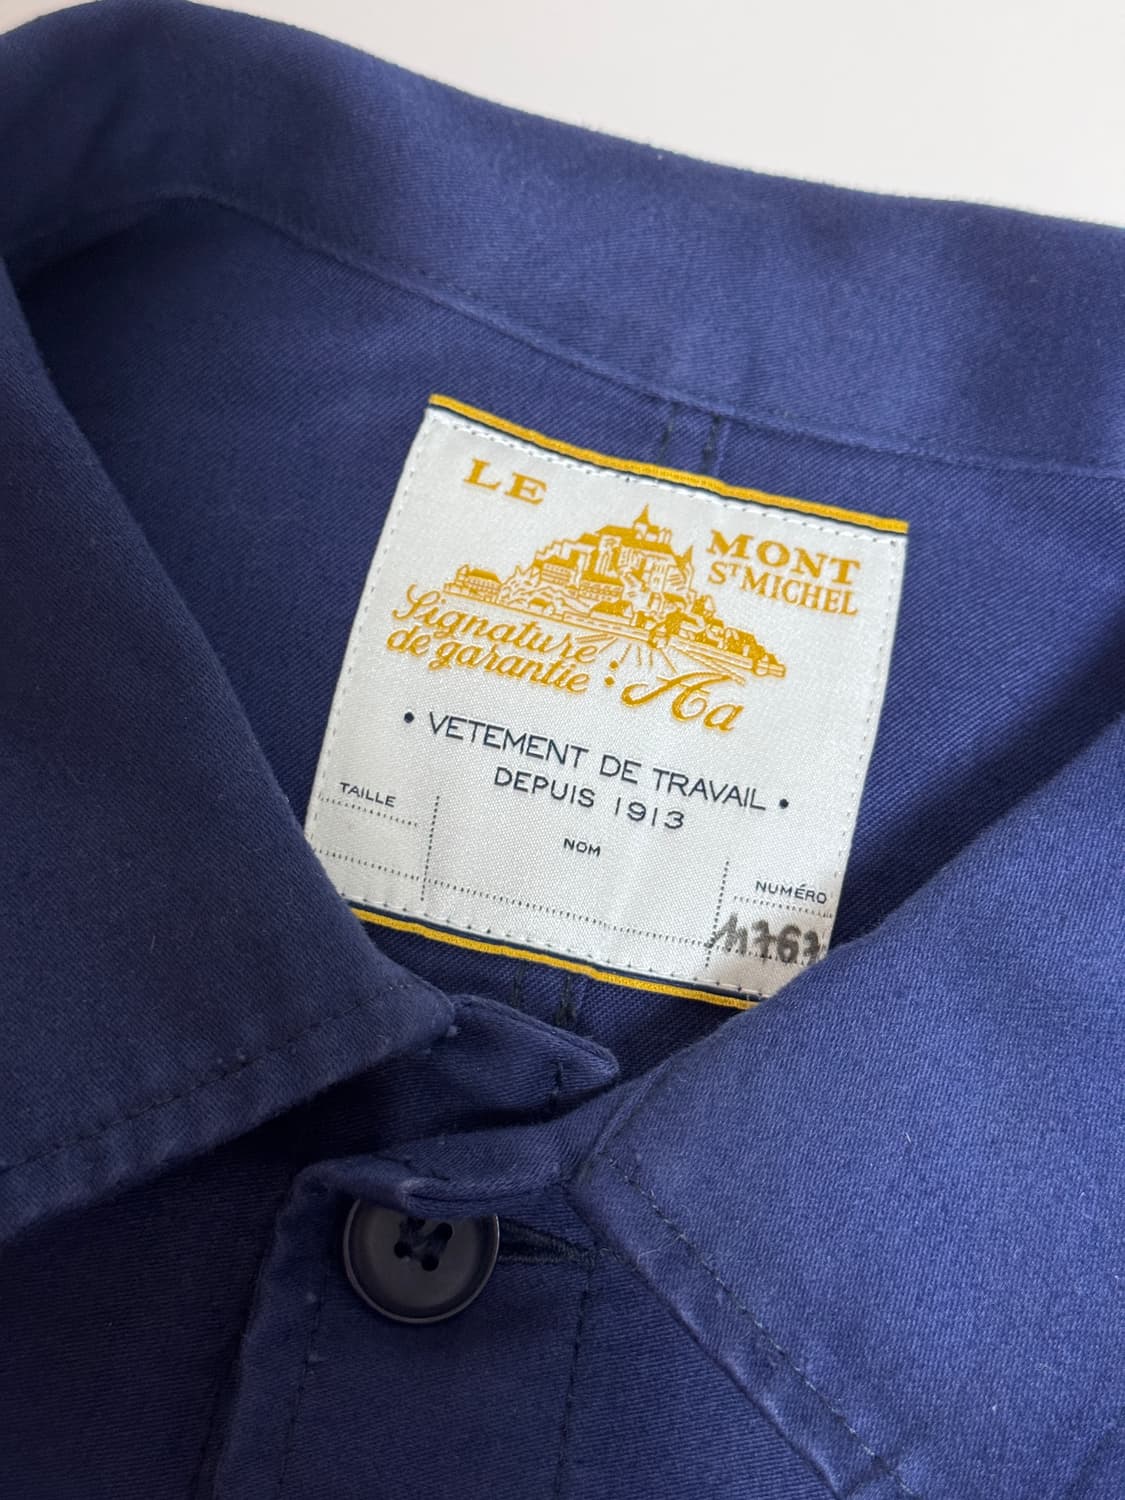 LE
MONT
ST MICHEL
Signature
de garantie : Aa
• VETEMENT DE TRAVAIL •
DEPUIS 1913
TAILLE
NOM
NUMÉRO